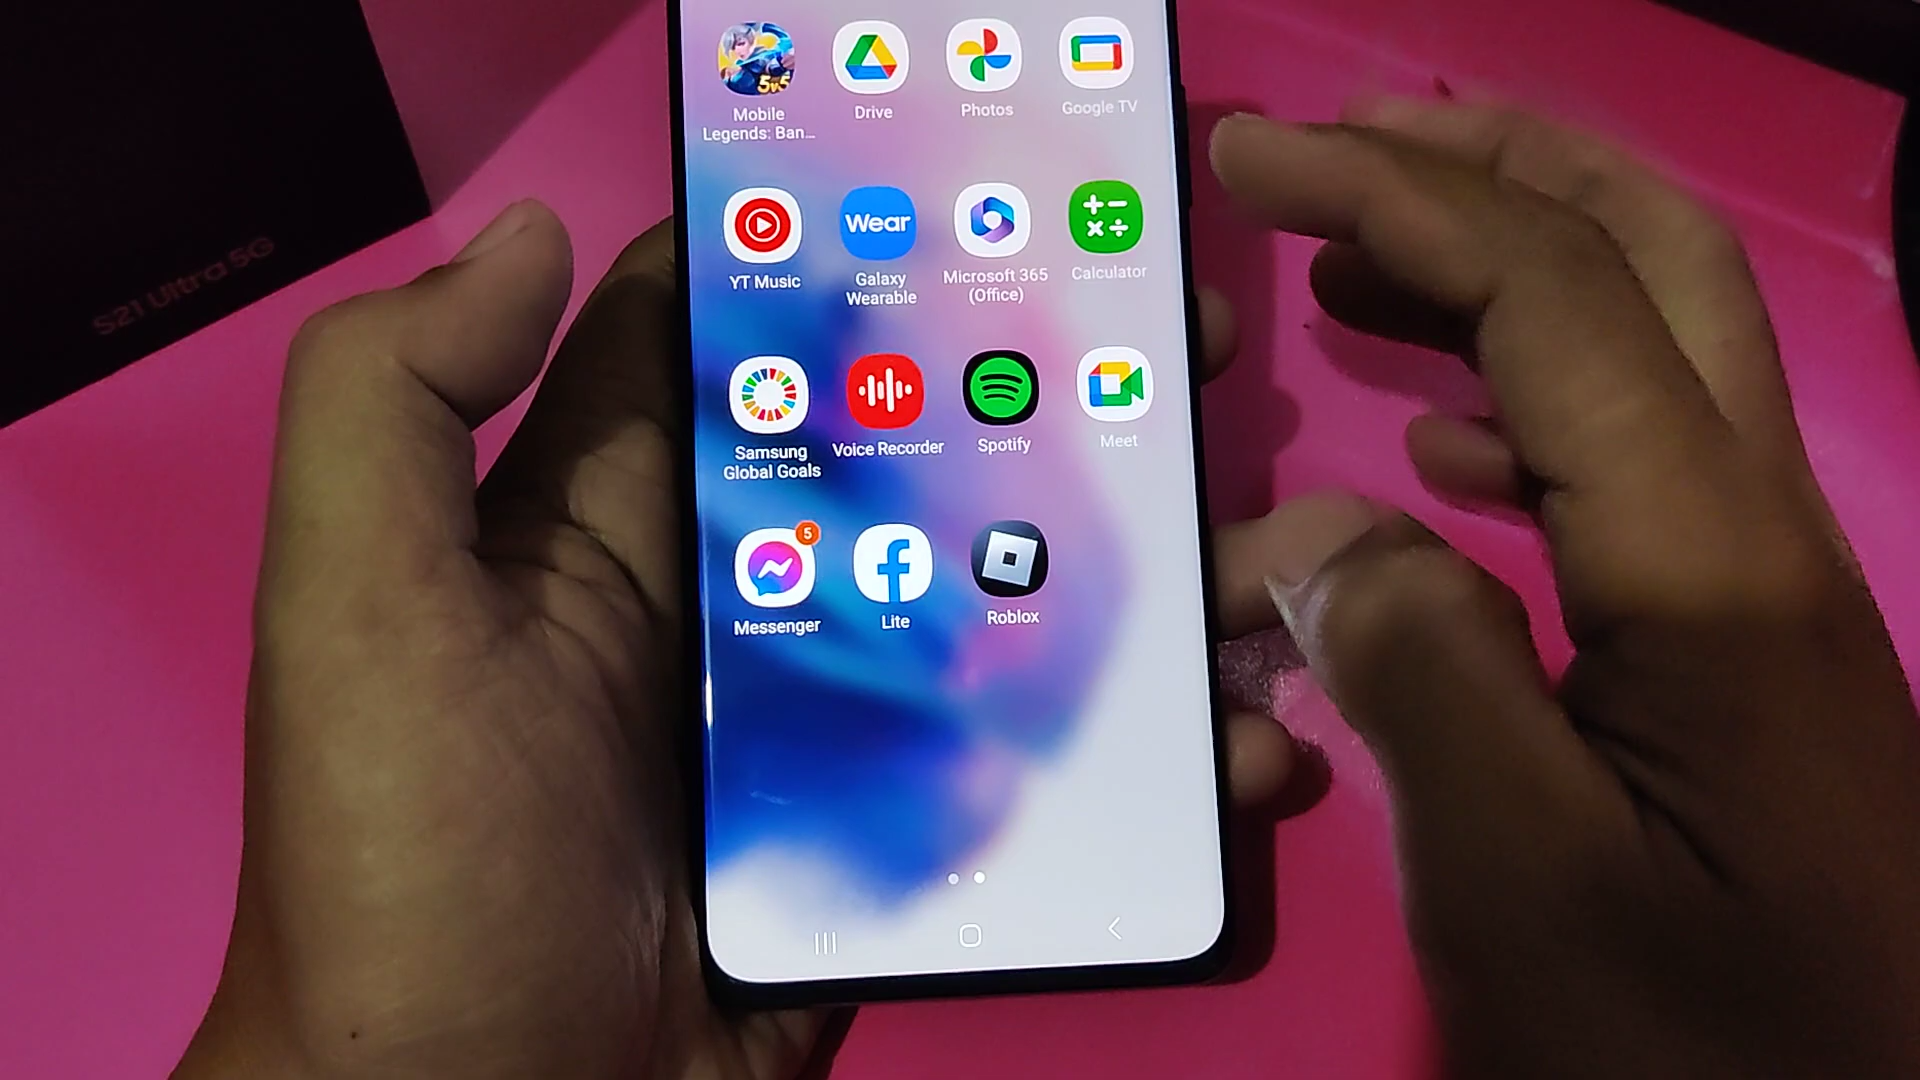 5v5
Mobile
Legends: Ban...
Drive
Photos
Google TV
Wear
YT Music
Galaxy
Wearable
Microsoft 365
(Office)
Calculator
S21 Ultra 5G
Samsung
Global Goals
Voice Recorder
Spotify
Meet
5
Messenger
Lite
Roblox